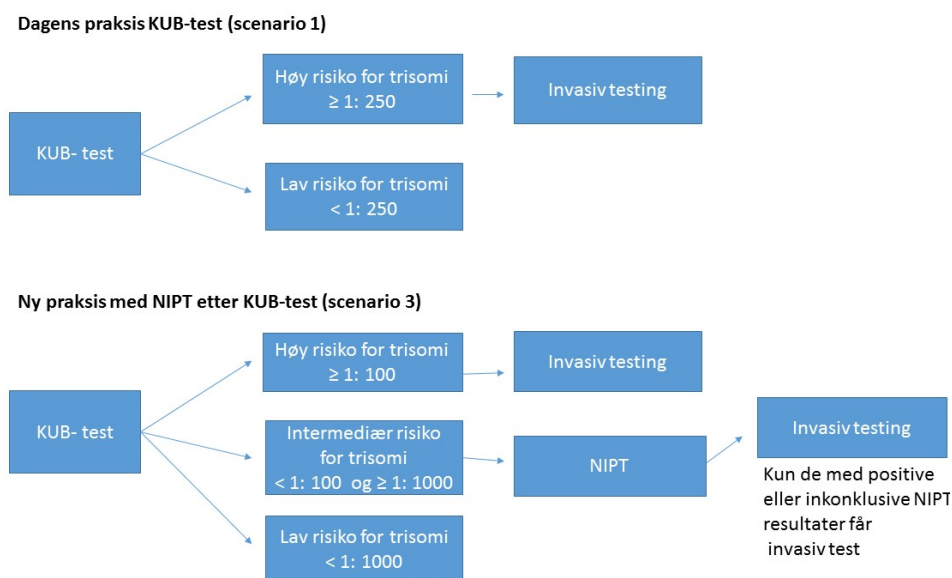 Dagens praksis KUB-test (scenario 1)
KUB- test
Høy risiko for trisomi
≥ 1: 250
Invasiv testing
Lav risiko for trisomi
< 1: 250
Ny praksis med NIPT etter KUB-test (scenario 3)
KUB- test
Høy risiko for trisomi
≥ 1: 100
Invasiv testing
Intermediær risiko
for trisomi
< 1: 100 og ≥ 1: 1000
NIPT
Invasiv testing
Kun de med positive
eller inkonklusive NIPT
resultater får
invasiv test
Lav risiko for trisomi
< 1: 1000